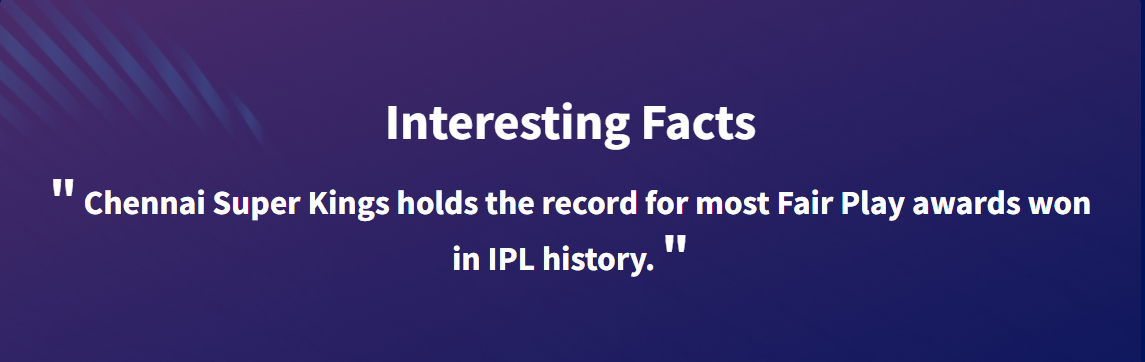 Interesting Facts
" Chennai Super Kings holds the record for most Fair Play awards won
in IPL history. "